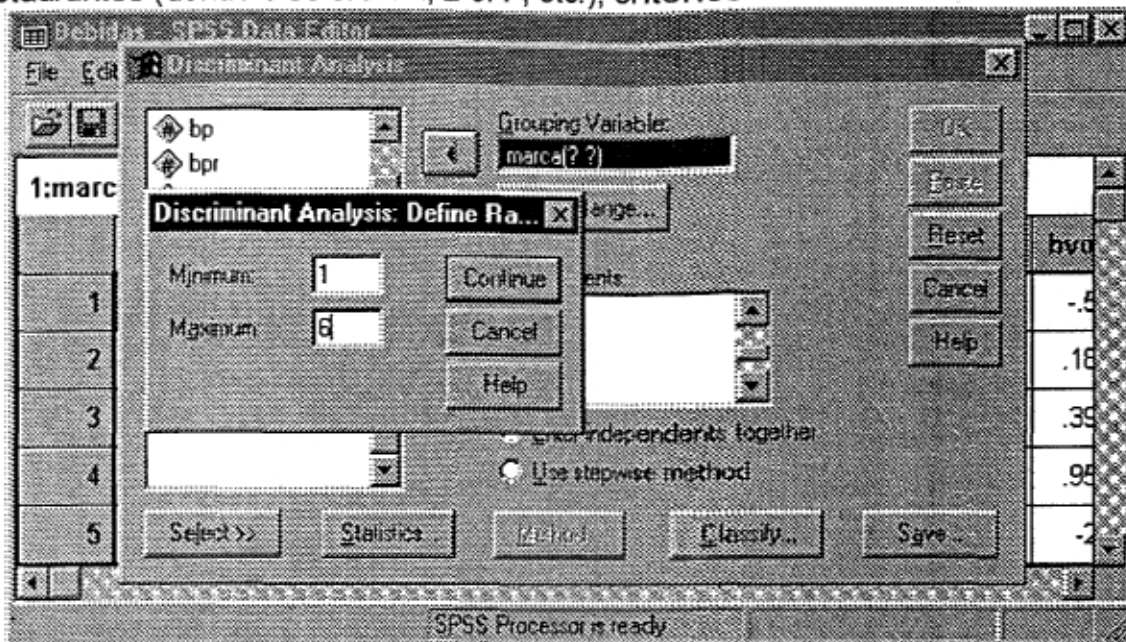 Bebidas - SPSS Data Editor
File Edit
Discriminant Analysis
bp
bpr
Grouping Variable:
marca(? ?)
OK
Paste
Reset
Cancel
Help
1:marc
Discriminant Analysis: Define Ra...
ange...
Minimum: 1
Maximum: 6
Continue
Cancel
Help
ents
1
2
3
4
5
-.5
.18
.39
.95
-.2
Enter independents together
Use stepwise method
Select >>
Statistics...
Method...
Classify...
Save...
SPSS Processor is ready